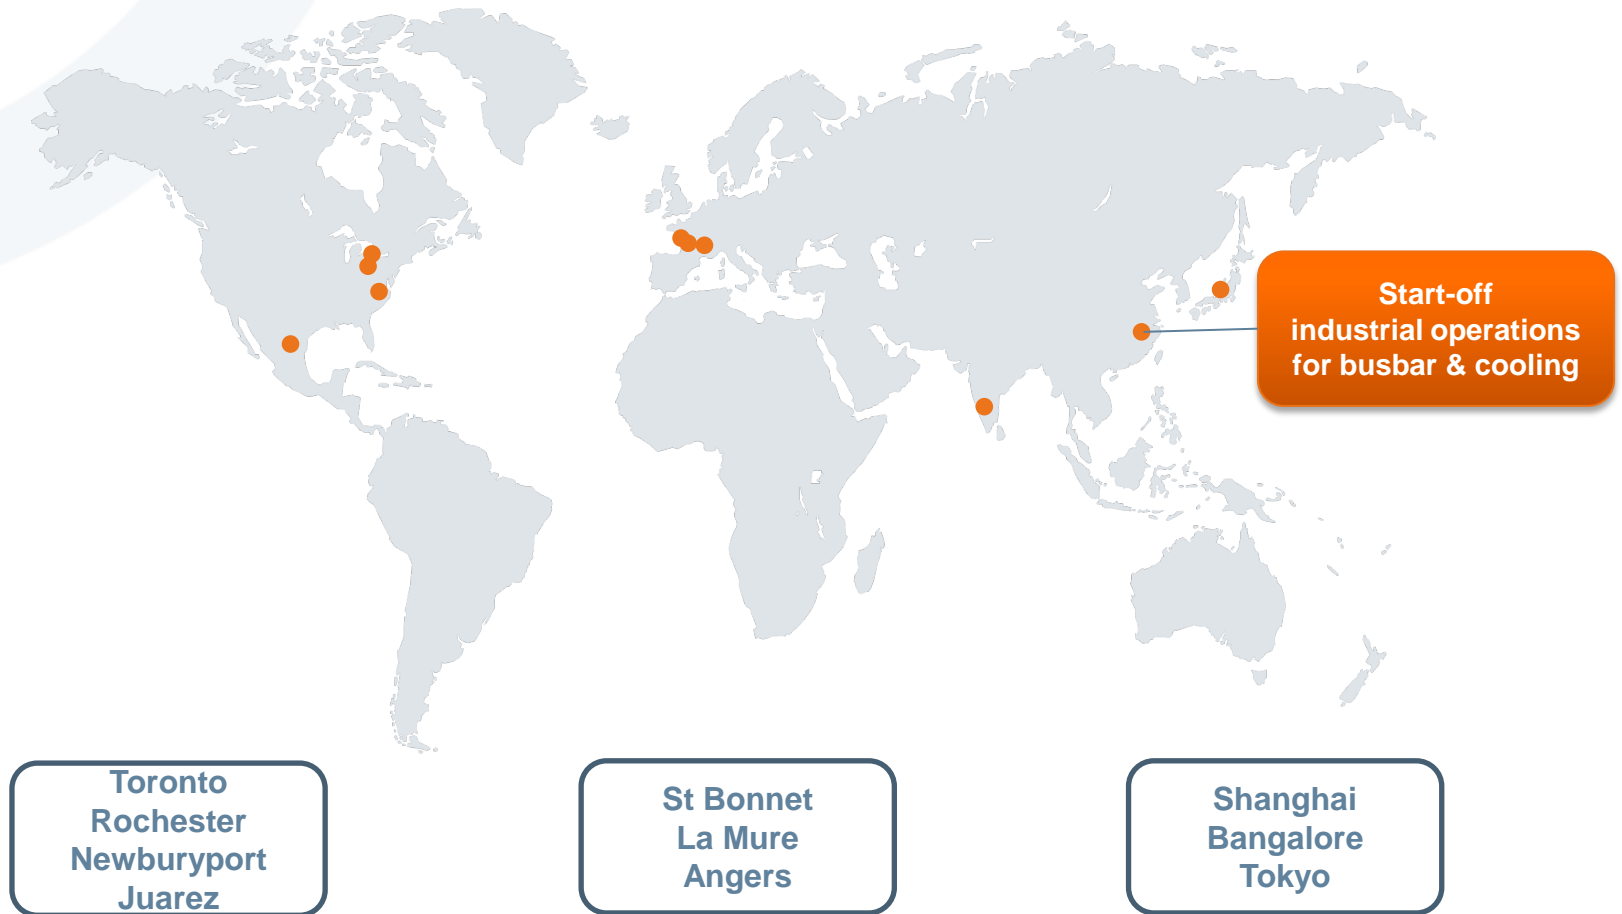 Start-off
industrial operations
for busbar & cooling
Toronto
Rochester
Newburyport
Juarez
St Bonnet
La Mure
Angers
Shanghai
Bangalore
Tokyo